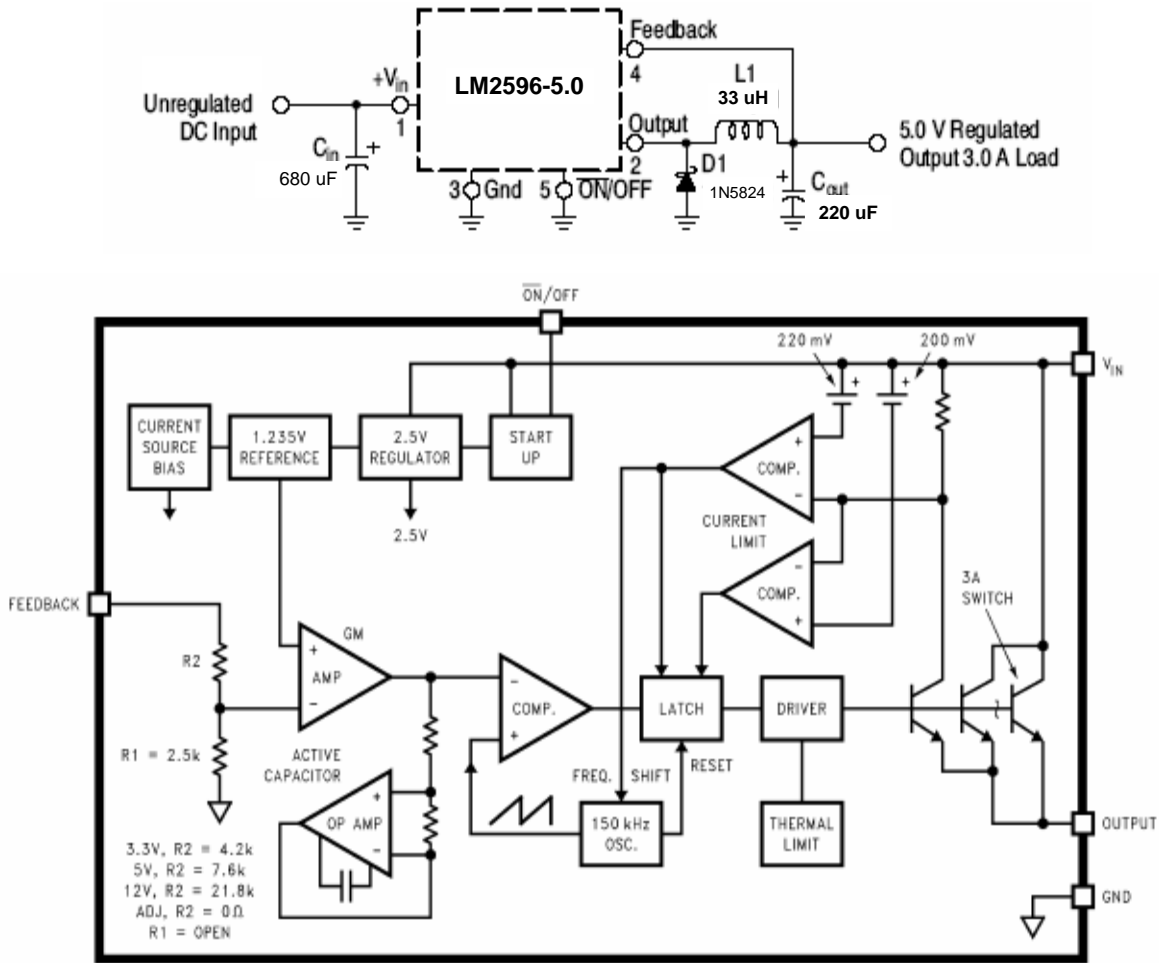 Feedback
4
LM2596-5.0
L1
33 uH
+Vin
1
Unregulated
DC Input
Cin
+
680 uF
Output
2
D1
1N5824
5.0 V Regulated
Output 3.0 A Load
+
Cout
220 uF
3
Gnd
5
ON/OFF
ON/OFF
220 mV
200 mV
+
+
VIN
CURRENT
SOURCE
BIAS
1.235V
REFERENCE
2.5V
REGULATOR
START
UP
2.5V
+
COMP.
−
CURRENT
LIMIT
−
COMP.
+
3A
SWITCH
FEEDBACK
R2
R1 = 2.5k
GM
+
AMP
−
−
COMP.
+
LATCH
DRIVER
ACTIVE
CAPACITOR
+
OP AMP
−
FREQ. SHIFT
RESET
150 kHz
OSC.
THERMAL
LIMIT
OUTPUT
GND
3.3V, R2 = 4.2k
5V, R2 = 7.6k
12V, R2 = 21.8k
ADJ, R2 = 0Ω
R1 = OPEN